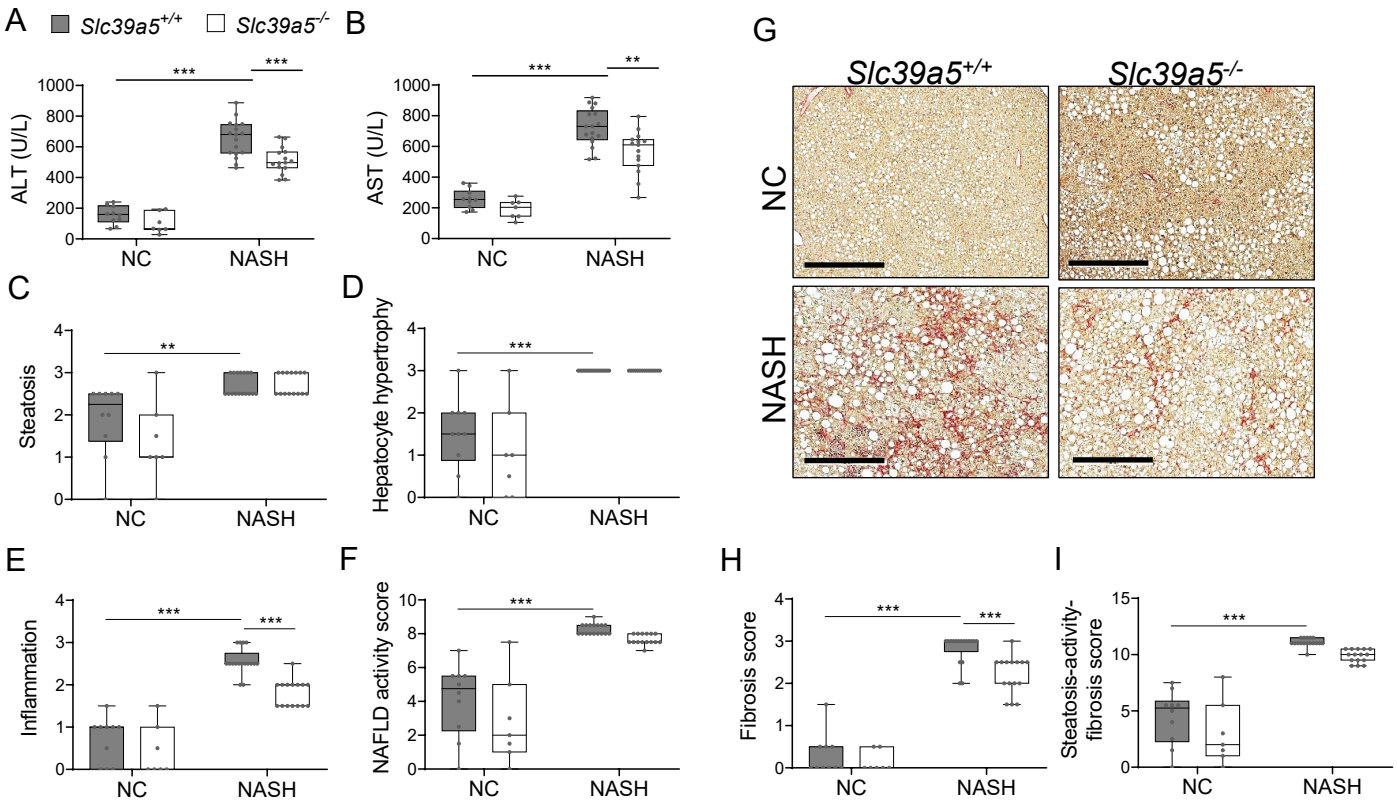 A
Slc39a5+/+
Slc39a5-/-
***
***
ALT (U/L)
1000
800
600
400
200
0
NC
NASH
B
***
**
AST (U/L)
1000
800
600
400
200
0
NC
NASH
C
**
Steatosis
4
3
2
1
0
NC
NASH
D
***
Hepatocyte hypertrophy
4
3
2
1
0
NC
NASH
E
***
***
Inflammation
4
3
2
1
0
NC
NASH
F
***
NAFLD activity score
10
8
6
4
2
0
NC
NASH
G
Slc39a5+/+
Slc39a5-/-
NC
NASH
H
***
***
Fibrosis score
4
3
2
1
0
NC
NASH
I
***
Steatosis-activity-
fibrosis score
15
10
5
0
NC
NASH